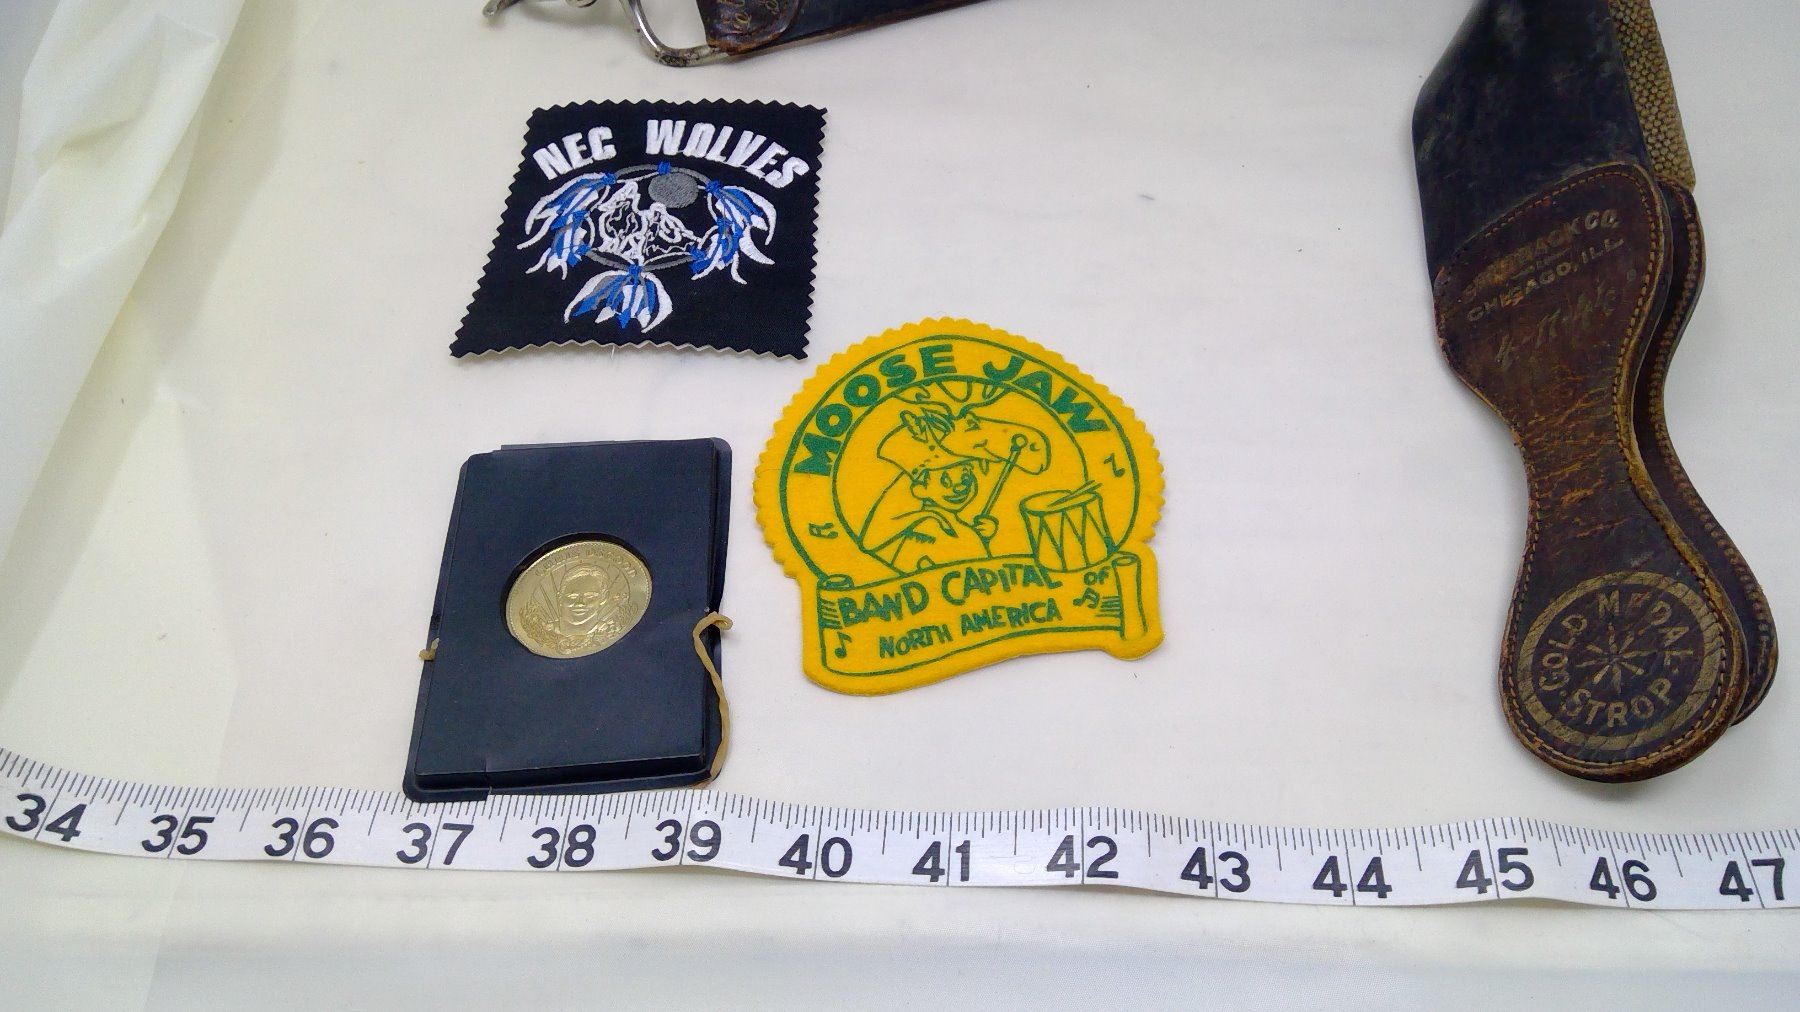 NEC WOLVES
MOOSE JAW
BAND CAPITAL OF
NORTH AMERICA
CHICAGO, ILL.
GOLD MEDAL
STROP
34 35 36 37 38 39 40 41 42 43 44 45 46 47